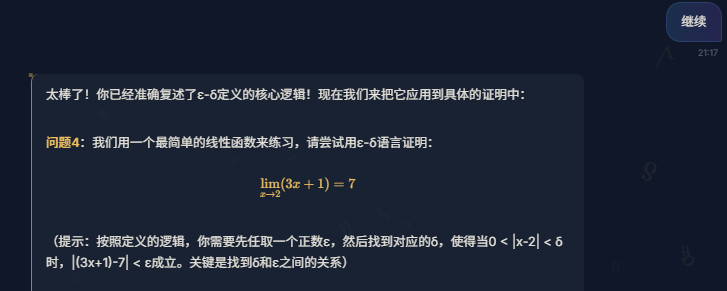 继续
21:17
太棒了！你已经准确复述了ε-δ定义的核心逻辑！现在我们来把它应用到具体的证明中：
问题4：我们用一个最简单的线性函数来练习，请尝试用ε-δ语言证明：
lim(3x + 1) = 7
x→2
（提示：按照定义的逻辑，你需要先任取一个正数ε，然后找到对应的δ，使得当0 < |x-2| < δ
时，|(3x+1)-7| < ε成立。关键是找到δ和ε之间的关系）